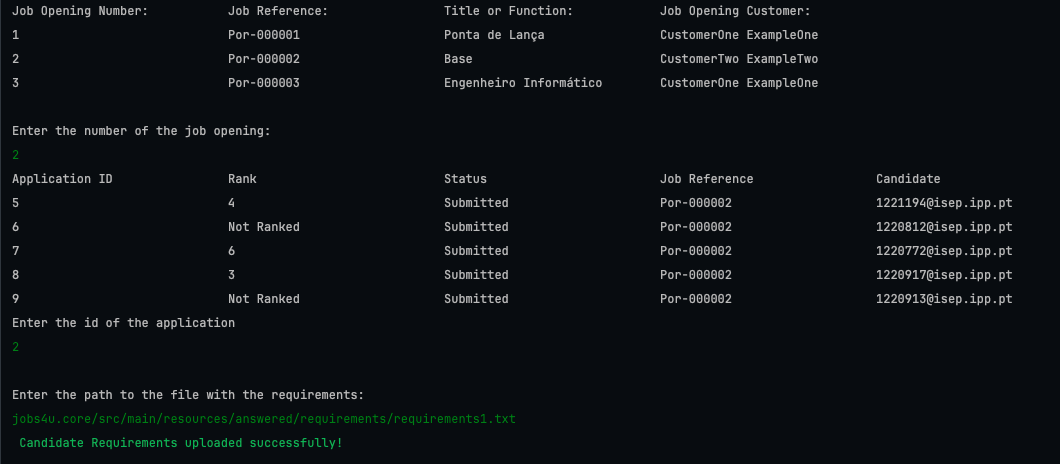 Job Opening Number: Job Reference: Title or Function: Job Opening Customer:
1 Por-000001 Ponta de Lança CustomerOne ExampleOne
2 Por-000002 Base CustomerTwo ExampleTwo
3 Por-000003 Engenheiro Informático CustomerOne ExampleOne
Enter the number of the job opening:
2
Application ID Rank Status Job Reference Candidate
5 4 Submitted Por-000002 1221194@isep.ipp.pt
6 Not Ranked Submitted Por-000002 1220812@isep.ipp.pt
7 6 Submitted Por-000002 1220772@isep.ipp.pt
8 3 Submitted Por-000002 1220917@isep.ipp.pt
9 Not Ranked Submitted Por-000002 1220913@isep.ipp.pt
Enter the id of the application
2
Enter the path to the file with the requirements:
jobs4u.core/src/main/resources/answered/requirements/requirements1.txt
Candidate Requirements uploaded successfully!